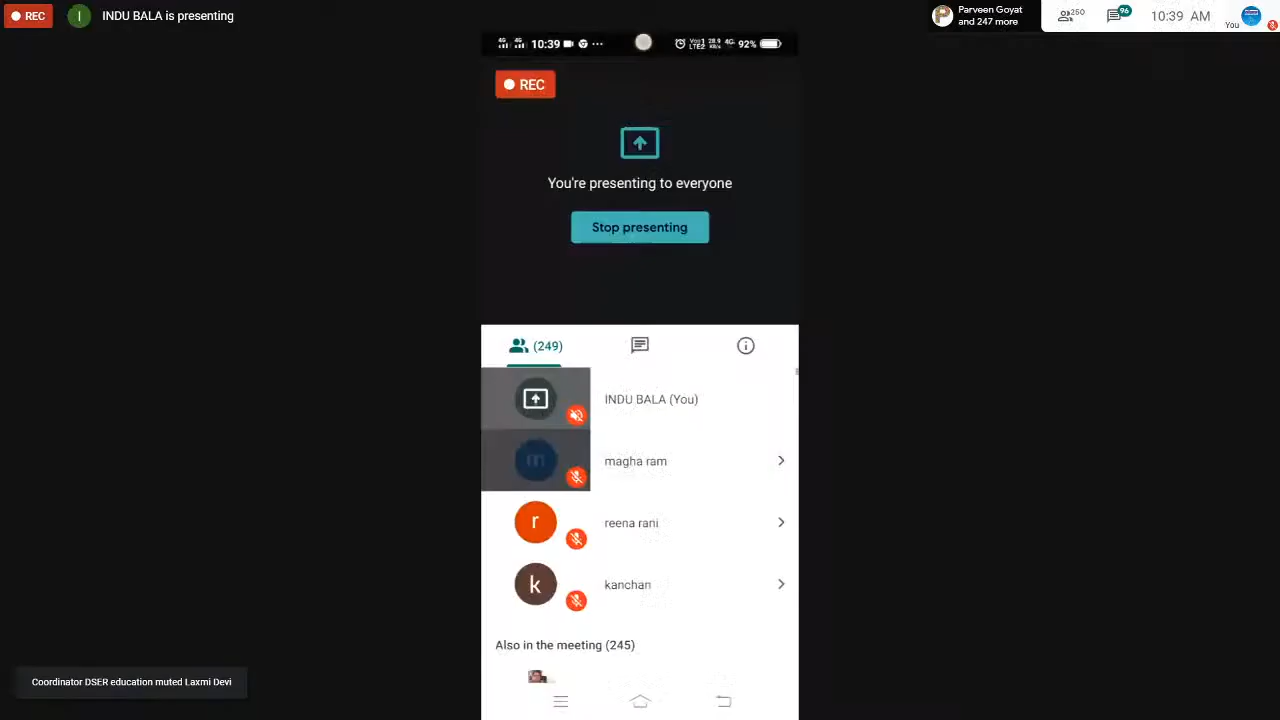 REC
I
INDU BALA is presenting
P
Parveen Goyat
and 247 more
250
96
10:39 AM
You
10:39
92%
REC
You're presenting to everyone
Stop presenting
(249)
INDU BALA (You)
m
magha ram
r
reena rani
k
kanchan
Also in the meeting (245)
Coordinator DSER education muted Laxmi Devi